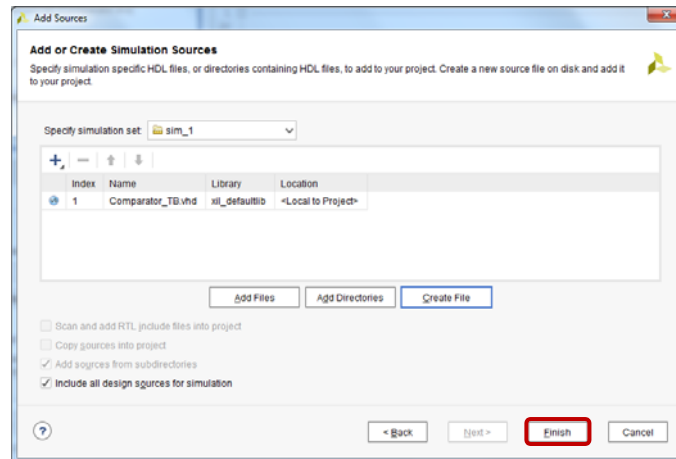 Add Sources
Add or Create Simulation Sources
Specify simulation specific HDL files, or directories containing HDL files, to add to your project. Create a new source file on disk and add it
to your project.
Specify simulation set: sim_1
Index Name Library Location
1 Comparator_TB.vhd xil_defaultlib <Local to Project>
Add Files Add Directories Create File
Scan and add RTL include files into project
Copy sources into project
Add sources from subdirectories
Include all design sources for simulation
? < Back Next > Finish Cancel